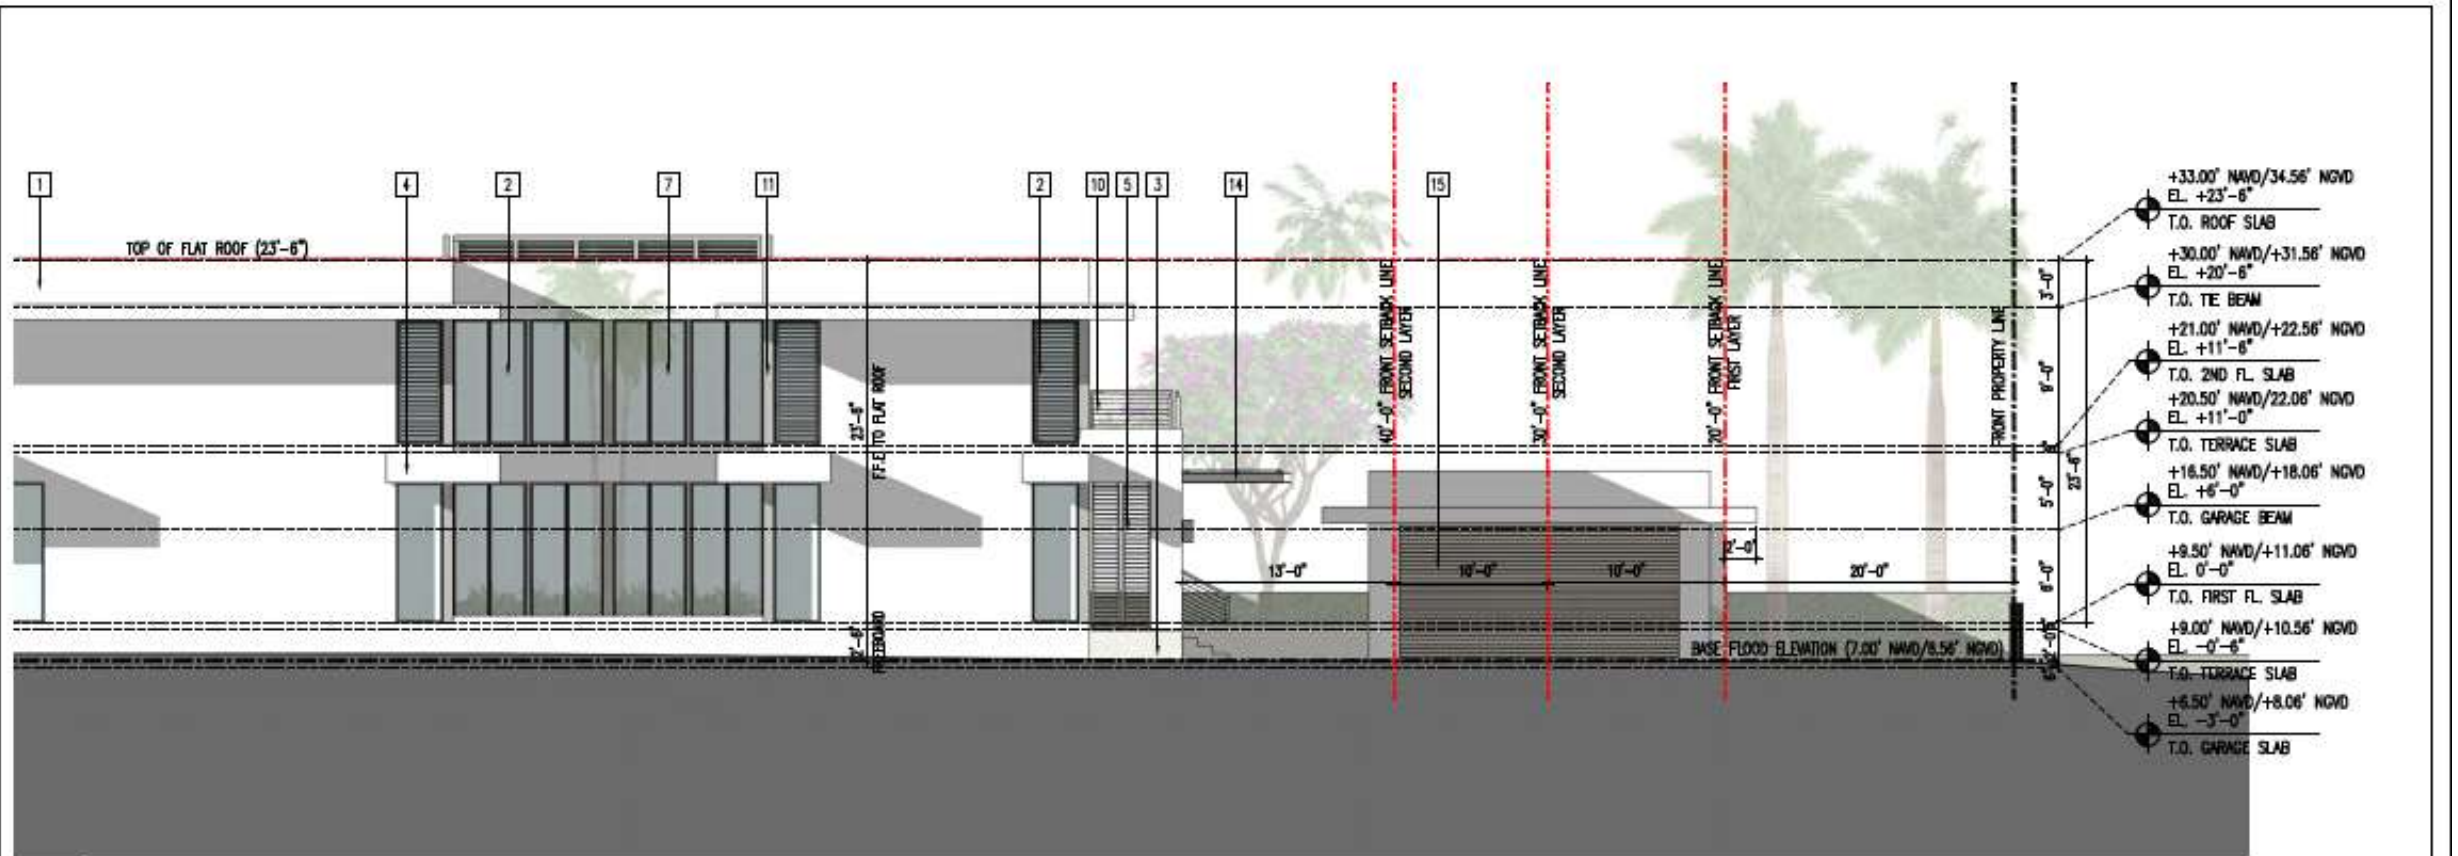 1
4
2
7
11
2
10
5
3
14
15
TOP OF FLAT ROOF (23'-6")
23'-6"
F.F.E TO FLAT ROOF
2'-6"
FREEBOARD
40'-0" FRONT SETBACK LINE
SECOND LAYER
30'-0" FRONT SETBACK LINE
SECOND LAYER
20'-0" FRONT SETBACK LINE
FIRST LAYER
FRONT PROPERTY LINE
13'-0"
10'-0"
10'-0"
2'-0"
20'-0"
BASE FLOOD ELEVATION (7.00' NAVD/8.56' NGVD)
3'-0"
9'-0"
5'-0"
6'-0"
23'-6"
+33.00' NAVD/34.56' NGVD
EL. +23'-6"
T.O. ROOF SLAB
+30.00' NAVD/+31.56' NGVD
EL. +20'-6"
T.O. TIE BEAM
+21.00' NAVD/+22.56' NGVD
EL. +11'-6"
T.O. 2ND FL. SLAB
+20.50' NAVD/22.06' NGVD
EL. +11'-0"
T.O. TERRACE SLAB
+16.50' NAVD/+18.06' NGVD
EL. +6'-0"
T.O. GARAGE BEAM
+9.50' NAVD/+11.06' NGVD
EL. 0'-0"
T.O. FIRST FL. SLAB
+9.00' NAVD/+10.56' NGVD
EL. -0'-6"
T.O. TERRACE SLAB
+6.50' NAVD/+8.06' NGVD
EL. -3'-0"
T.O. GARAGE SLAB